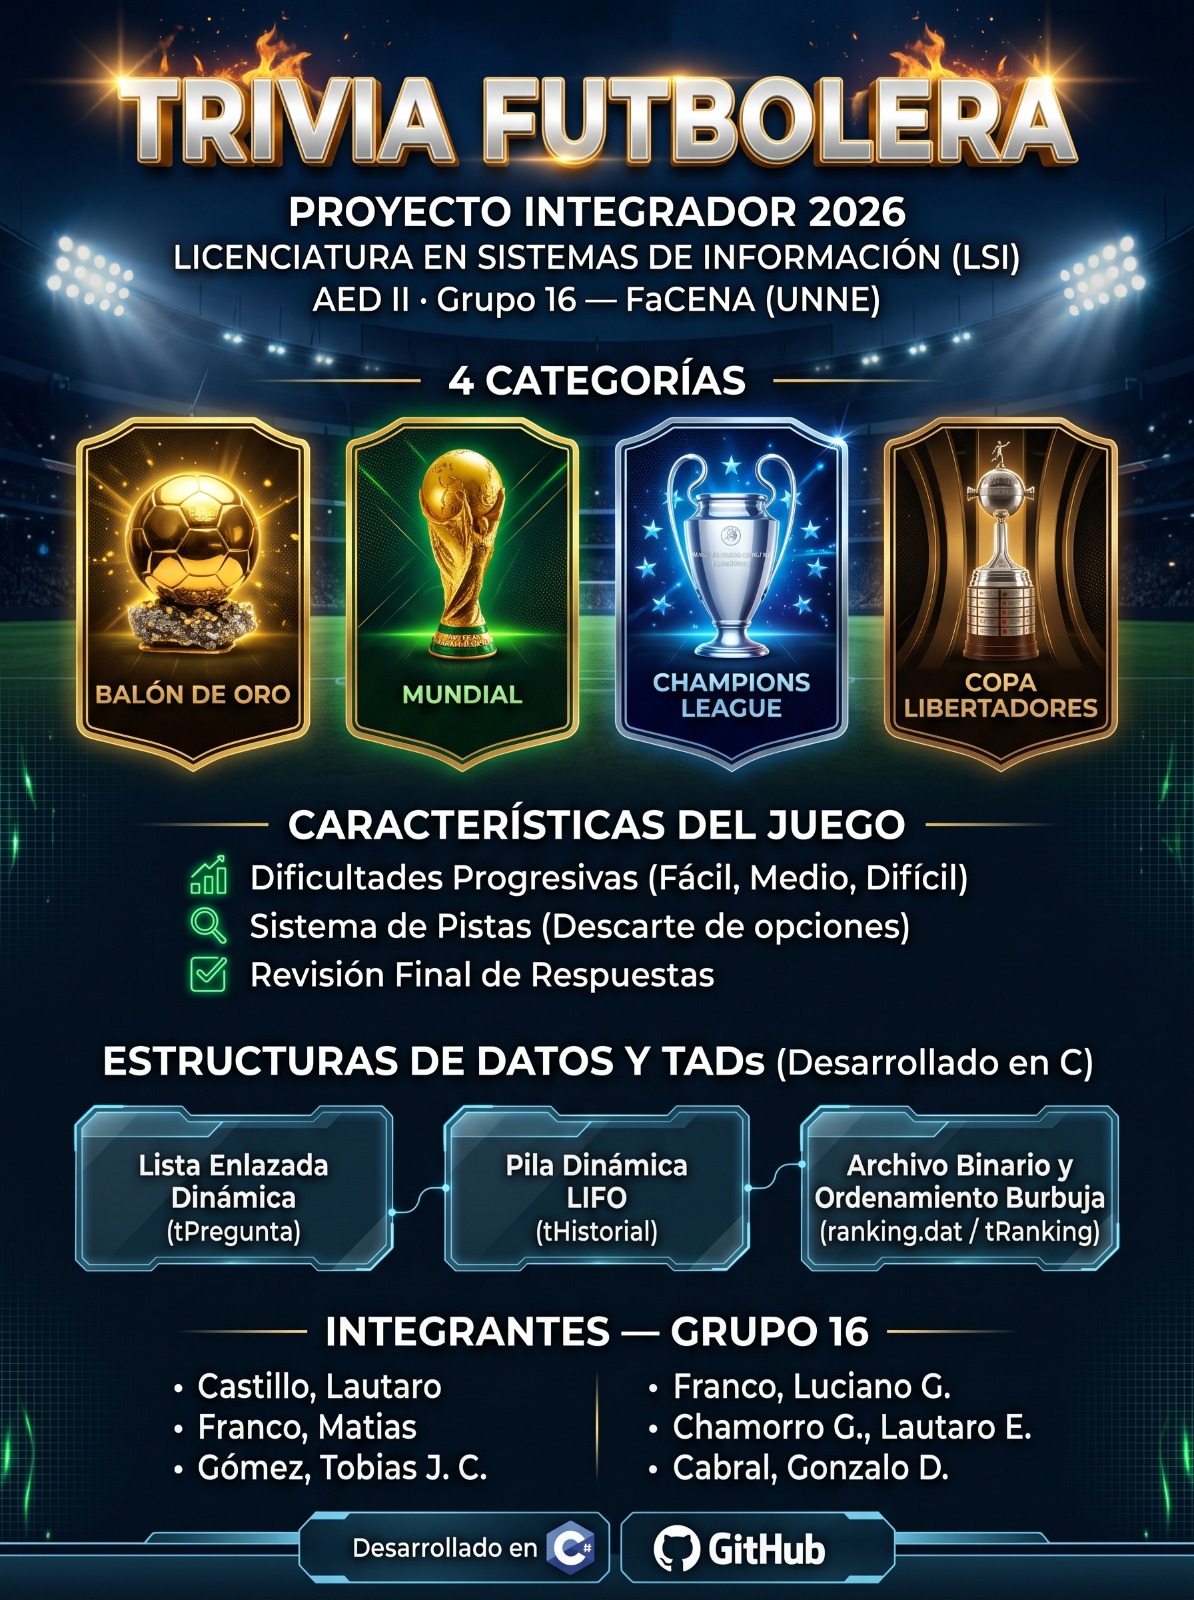 TRIVIA FUTBOLERA
PROYECTO INTEGRADOR 2026
LICENCIATURA EN SISTEMAS DE INFORMACIÓN (LSI)
AED II · Grupo 16 — FaCENA (UNNE)
4 CATEGORÍAS
BALÓN DE ORO
MUNDIAL
CHAMPIONS
LEAGUE
COPA
LIBERTADORES
CARACTERÍSTICAS DEL JUEGO
Dificultades Progresivas (Fácil, Medio, Difícil)
Sistema de Pistas (Descarte de opciones)
Revisión Final de Respuestas
ESTRUCTURAS DE DATOS Y TADs (Desarrollado en C)
Lista Enlazada
Dinámica
(tPregunta)
Pila Dinámica
LIFO
(tHistorial)
Archivo Binario y
Ordenamiento Burbuja
(ranking.dat / tRanking)
INTEGRANTES — GRUPO 16
• Castillo, Lautaro
• Franco, Matias
• Gómez, Tobias J. C.
• Franco, Luciano G.
• Chamorro G., Lautaro E.
• Cabral, Gonzalo D.
Desarrollado en C#
GitHub